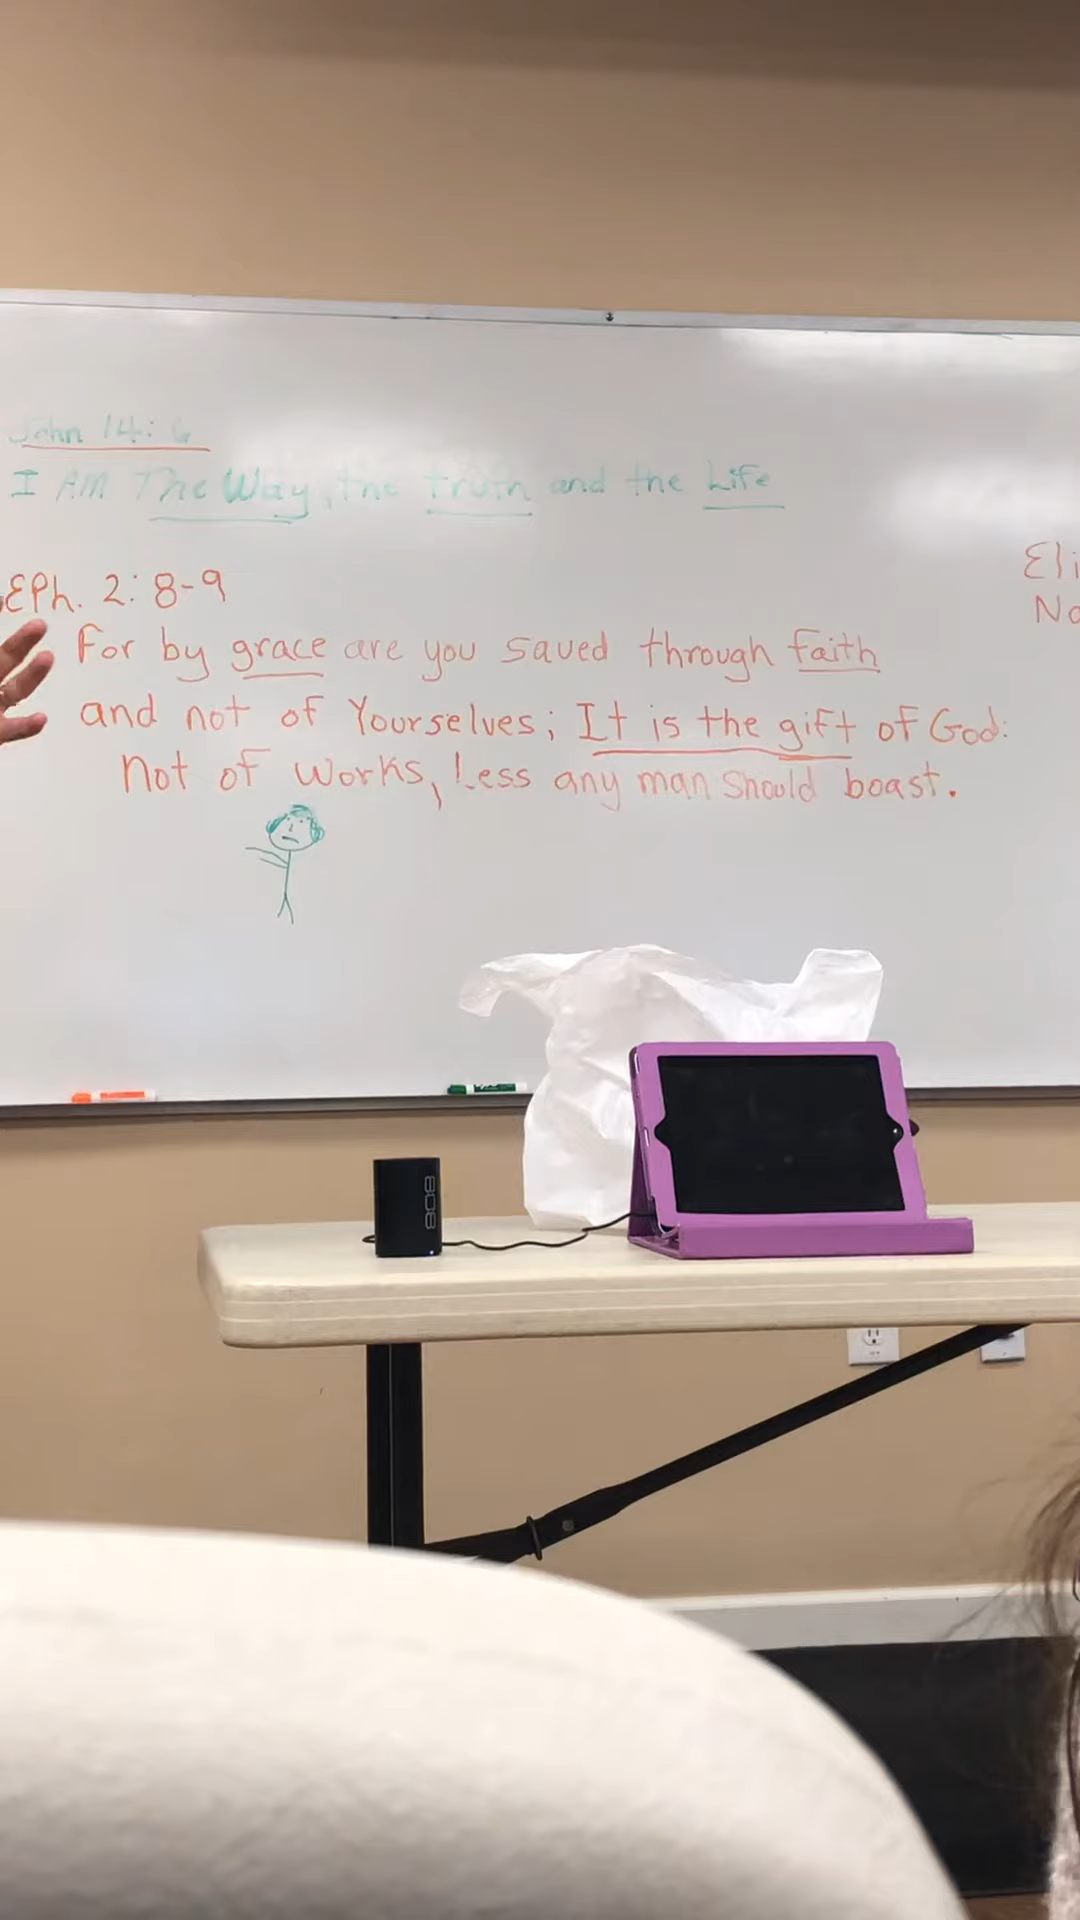 John 14:6
I AM The Way, the truth and the Life
EPh. 2:8-9
For by grace are you saved through faith
and not of Yourselves; It is the gift of God:
Not of works, Less any man should boast.
Eli
No
808